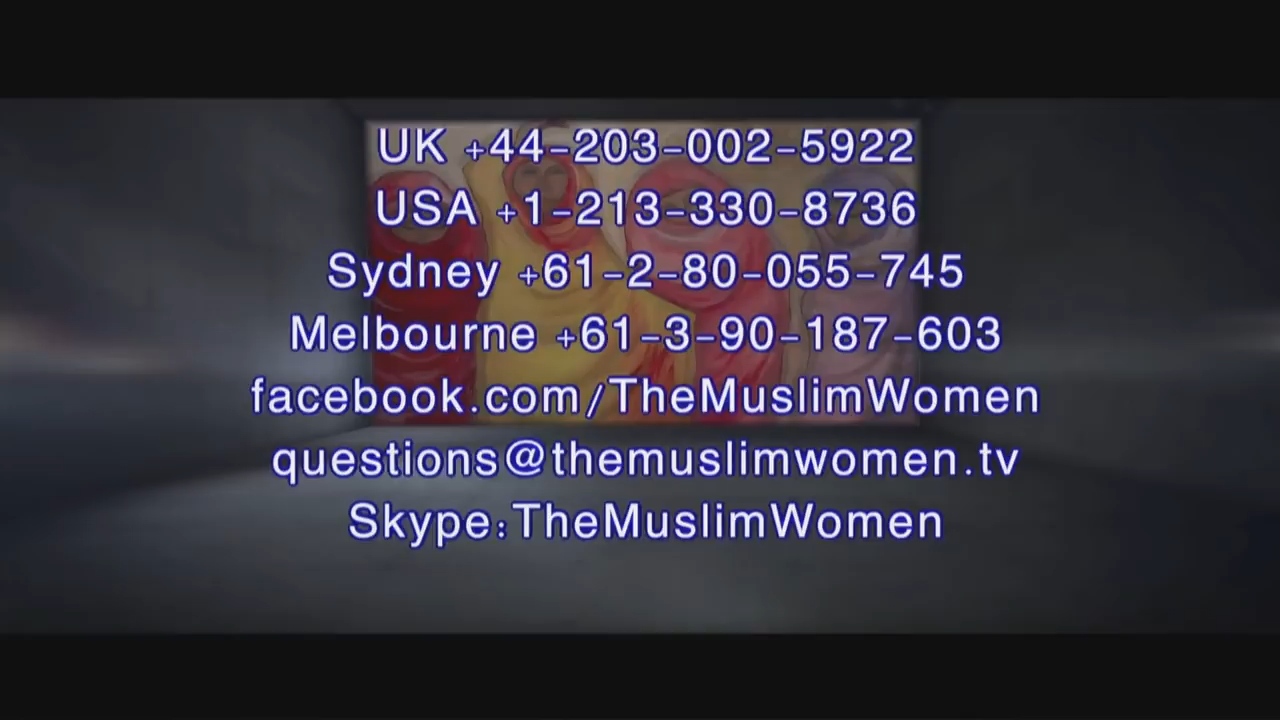 UK +44-203-002-5922
USA +1-213-330-8736
Sydney +61-2-80-055-745
Melbourne +61-3-90-187-603
facebook.com/TheMuslimWomen
questions@themuslimwomen.tv
Skype:TheMuslimWomen